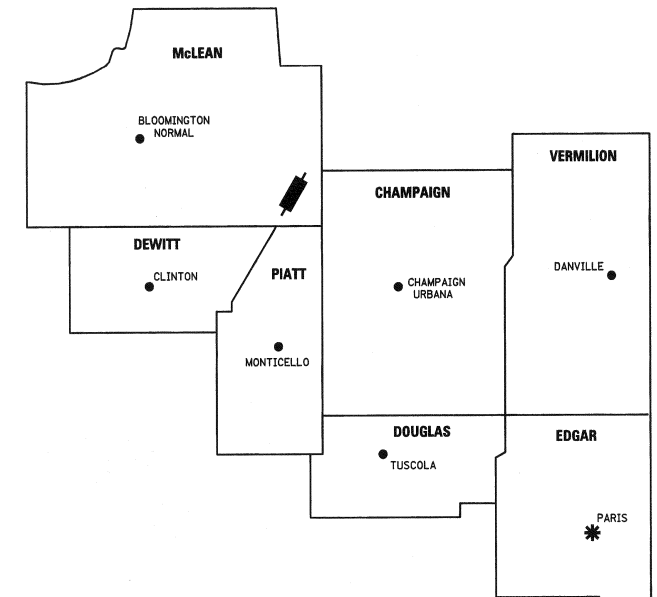 McLEAN
BLOOMINGTON
NORMAL
VERMILION
CHAMPAIGN
DEWITT
CLINTON
PIATT
CHAMPAIGN
URBANA
DANVILLE
MONTICELLO
DOUGLAS
TUSCOLA
EDGAR
PARIS